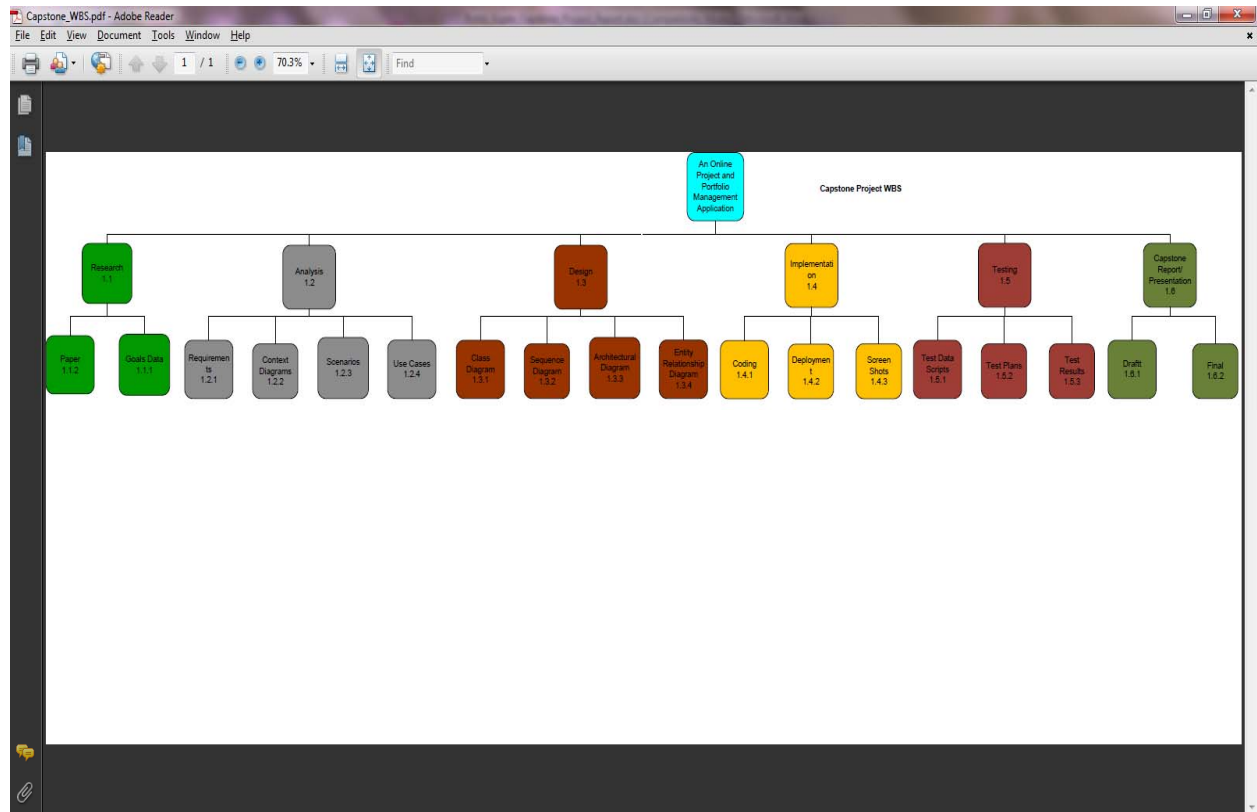 Capstone_WBS.pdf - Adobe Reader
File Edit View Document Tools Window Help
1 / 1 70.3% Find
An Online
Project and
Portfolio
Management
Application
Capstone Project WBS
Research
1.1
Analysis
1.2
Design
1.3
Implementati
on
1.4
Testing
1.5
Capstone
Report/
Presentation
1.6
Paper
1.1.2
Goals Data
1.1.1
Requiremen
ts
1.2.1
Context
Diagrams
1.2.2
Scenarios
1.2.3
Use Cases
1.2.4
Class
Diagram
1.3.1
Sequence
Diagram
1.3.2
Architectural
Diagram
1.3.3
Entity
Relationship
Diagram
1.3.4
Coding
1.4.1
Deploymen
t
1.4.2
Screen
Shots
1.4.3
Test Data
Scripts
1.5.1
Test Plans
1.5.2
Test
Results
1.5.3
Draft
1.6.1
Final
1.6.2